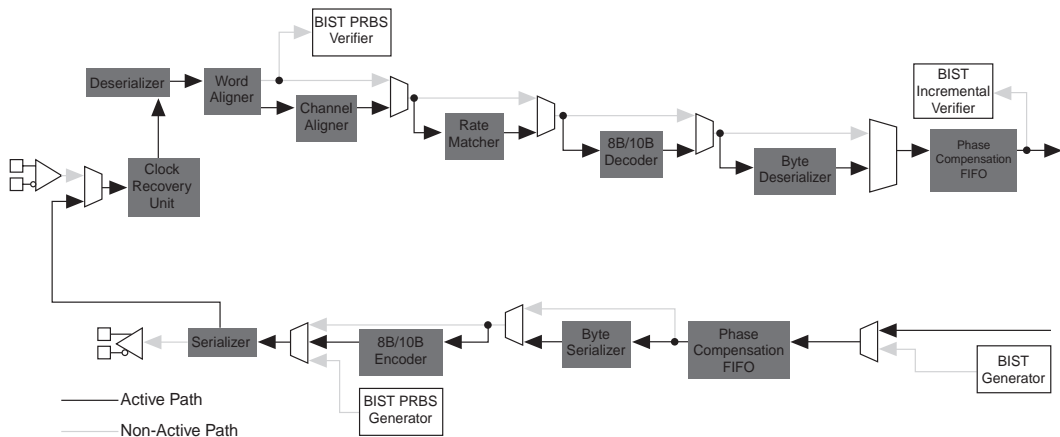 BIST PRBS
Verifier
Deserializer
Word
Aligner
Channel
Aligner
Rate
Matcher
8B/10B
Decoder
Byte
Deserializer
BIST
Incremental
Verifier
Phase
Compensation
FIFO
Clock
Recovery
Unit
Serializer
8B/10B
Encoder
BIST PRBS
Generator
Byte
Serializer
Phase
Compensation
FIFO
BIST
Generator
Active Path
Non-Active Path